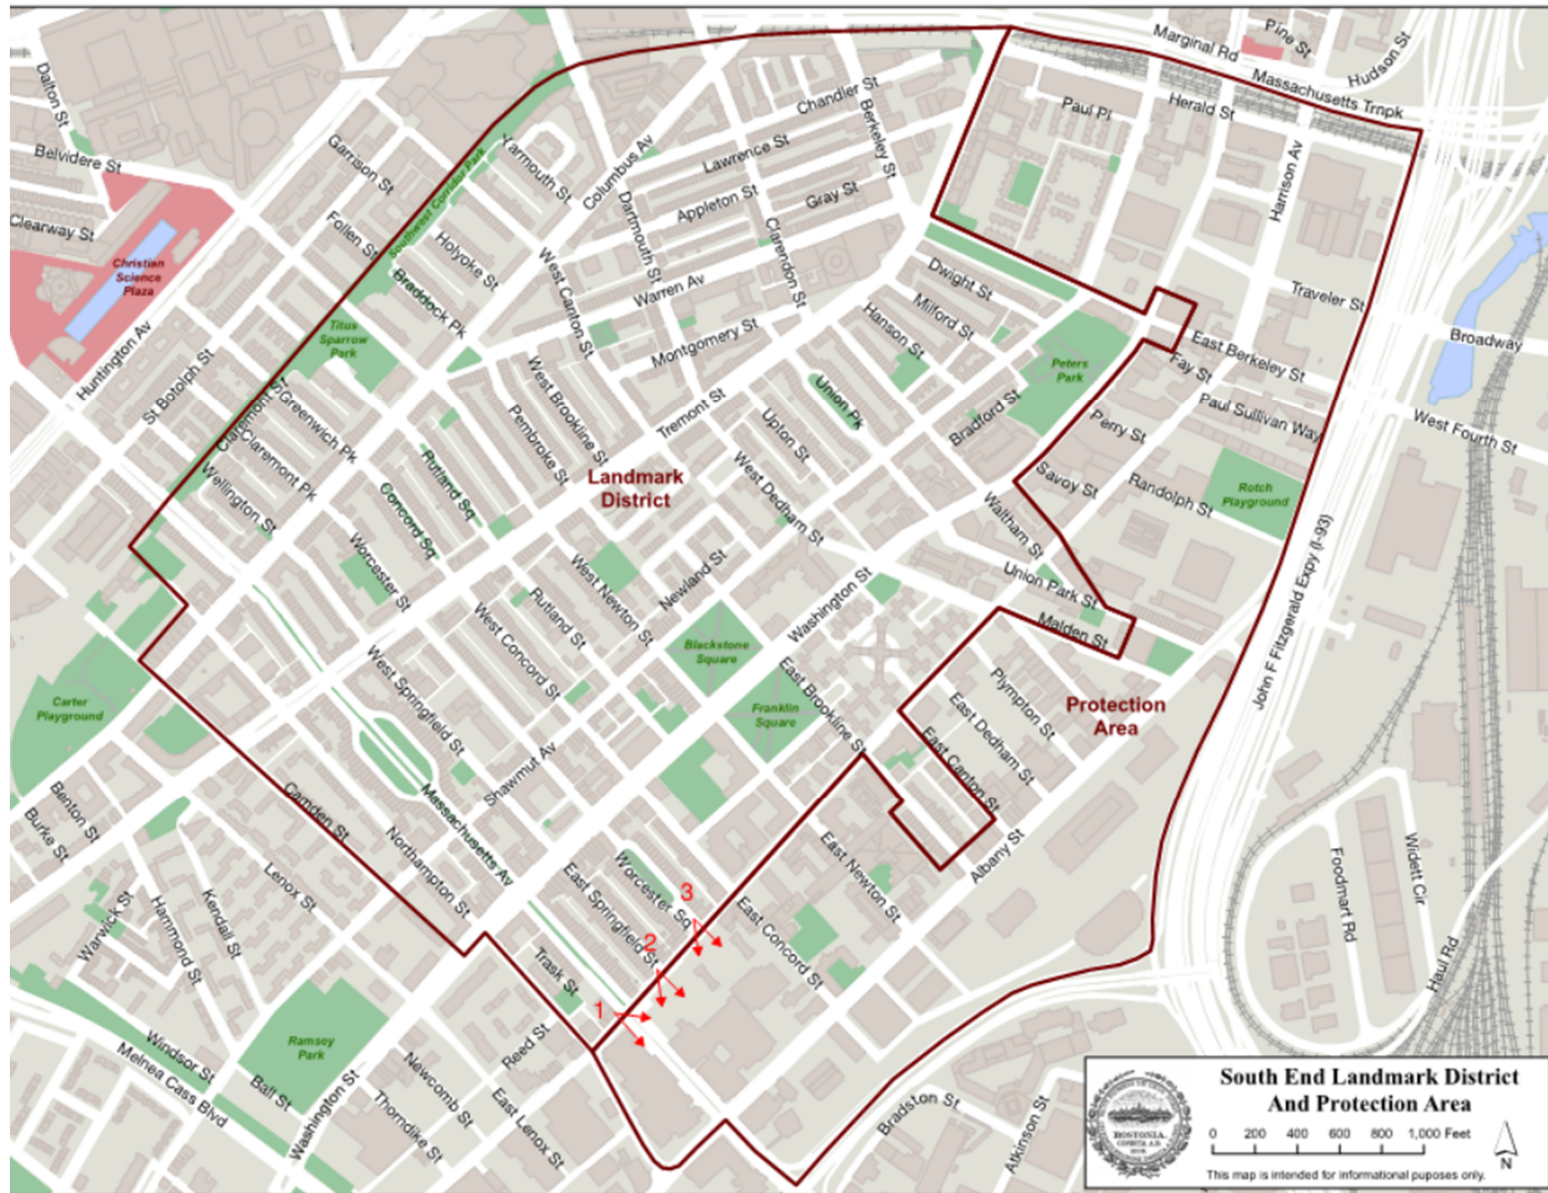 Marginal Rd
Pine St
Hudson St
Massachusetts Trnpk
Dalton St
Chandler St
Berkeley St
Paul Pl
Herald St
Belvidere St
Garrison St
Yarmouth St
Columbus Av
Lawrence St
Harrison Av
Southwest Corridor Park
Dartmouth St
Appleton St
Gray St
Clearway St
Follen St
Holyoke St
Clarendon St
Christian
Science
Plaza
Braddock Pk
West Canton St
Warren Av
Dwight St
Milford St
Traveler St
Broadway
Huntington Av
Titus
Sparrow
Park
Montgomery St
Hanson St
East Berkeley St
St Botolph St
West Brookline St
Peters
Park
Fay St
Claremont St
Greenwich Pk
Pembroke St
Tremont St
Union Pk
Upton St
Bradford St
Perry St
Paul Sullivan Way
West Fourth St
Claremont Pk
Rutland Sq
Landmark
District
West Dedham St
Savoy St
Randolph St
Rotch
Playground
Wellington St
Concord Sq
Waltham St
Worcester St
West Newton St
Newland St
Washington St
Union Park St
Malden St
John F Fitzgerald Expy (I-93)
Rutland St
West Concord St
Blackstone
Square
East Brookline St
Plympton St
Protection
Area
Carter
Playground
West Springfield St
Franklin
Square
East Dedham St
East Canton St
Shawmut Av
Benton St
Burke St
Camden St
Massachusetts Av
Northampton St
East Newton St
Albany St
Foodmart Rd
Widett Cir
Lenox St
Worcester Sq
East Springfield St
3
2
1
East Concord St
Warwick St
Hammond St
Kendall St
Trask St
Haul Rd
Ramsey
Park
Reed St
Windsor St
Melnea Cass Blvd
Ball St
Washington St
Newcomb St
Thorndike St
East Lenox St
Bradston St
Atkinson St
South End Landmark District
And Protection Area
BOSTONIA
CONDITA A.D.
0 200 400 600 800 1,000 Feet
N
This map is intended for informational puposes only.